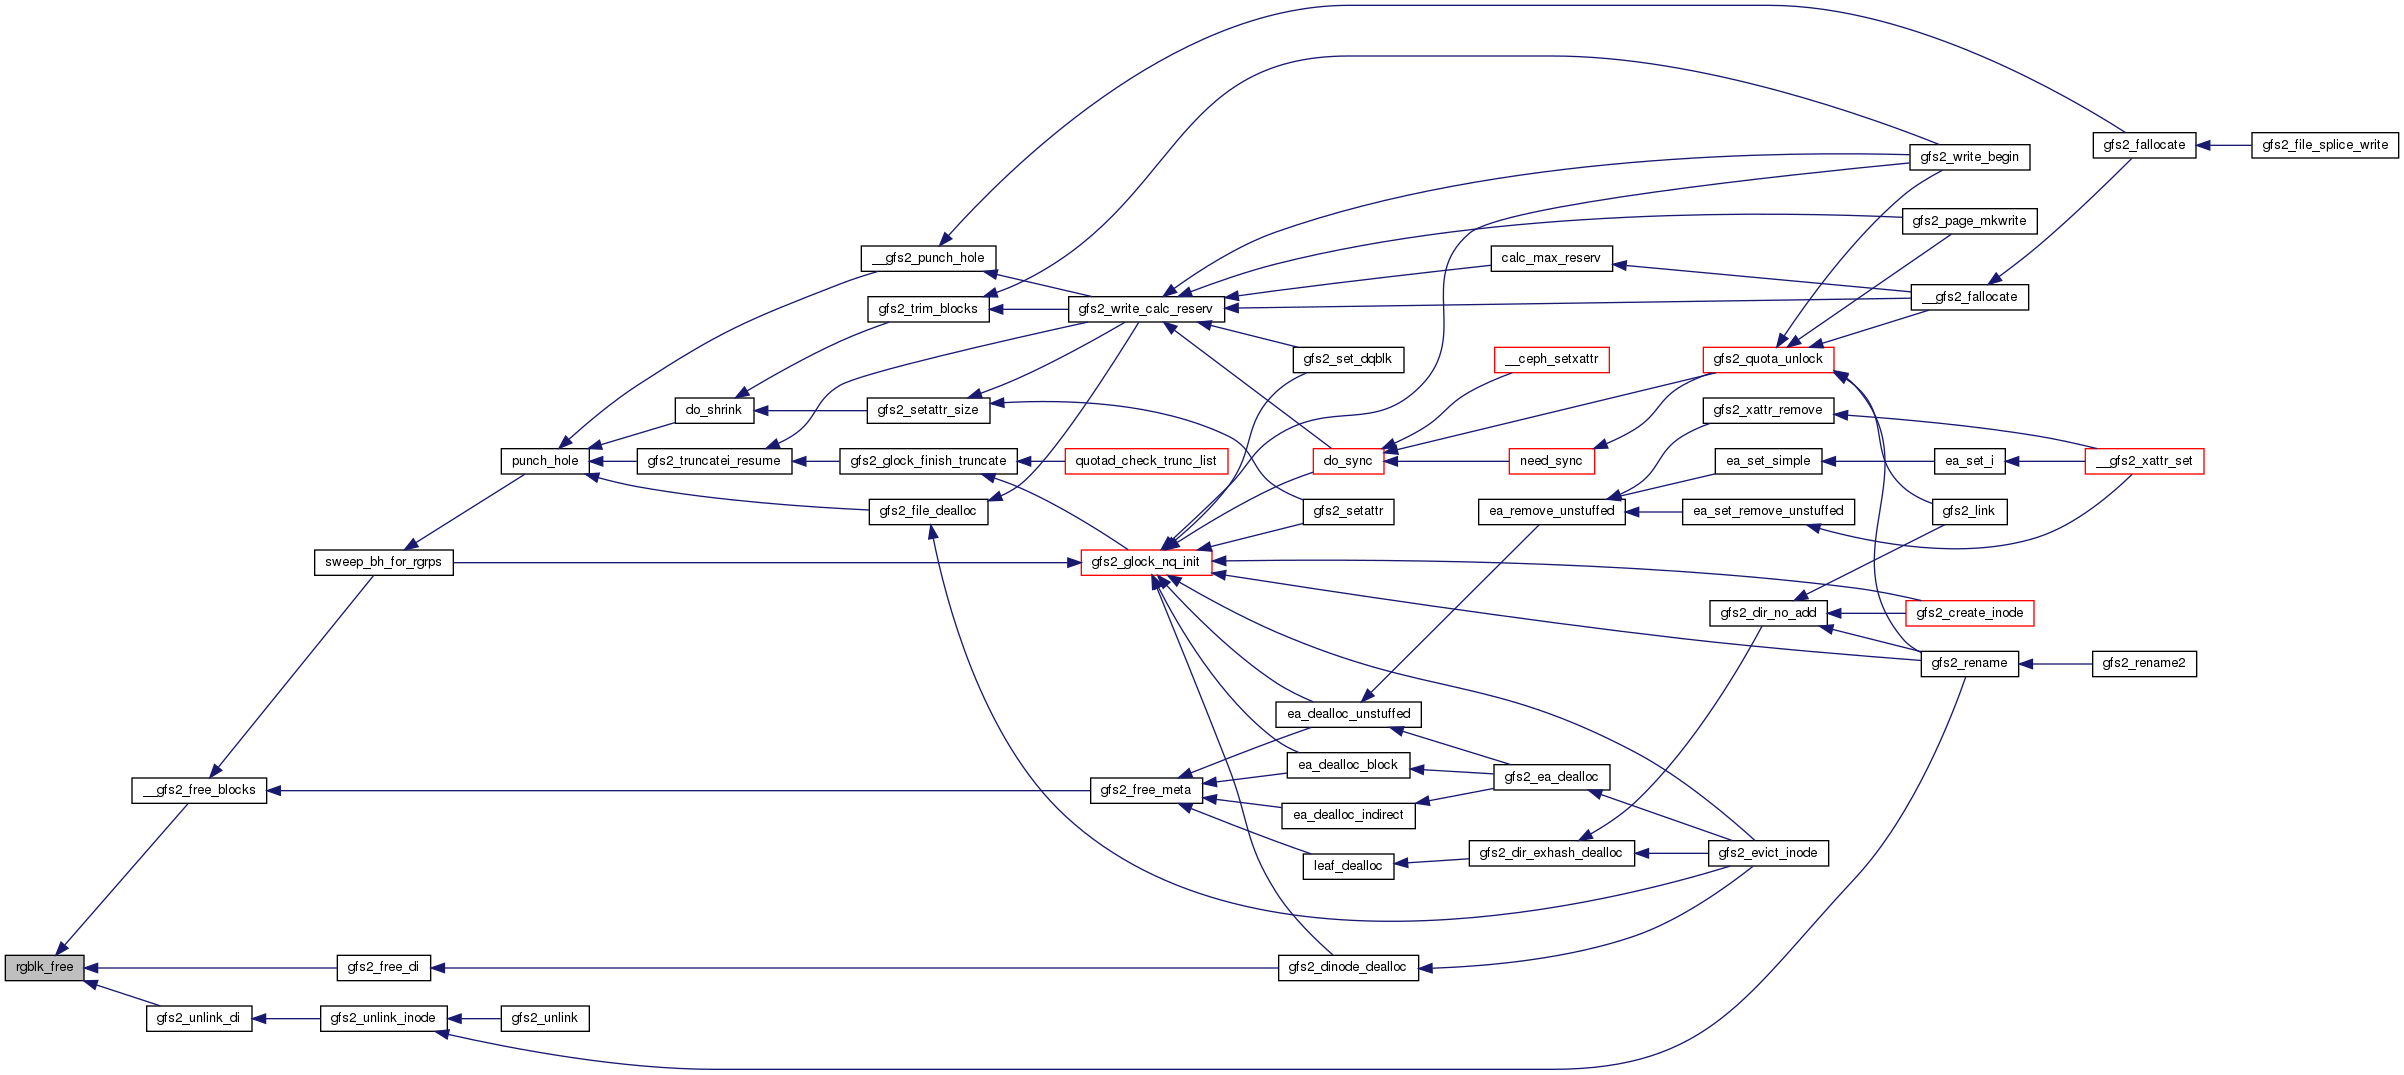 rgblk_free
__gfs2_free_blocks
gfs2_free_di
gfs2_unlink_di
sweep_bh_for_rgrps
gfs2_unlink_inode
punch_hole
gfs2_unlink
do_shrink
gfs2_truncatei_resume
__gfs2_punch_hole
gfs2_trim_blocks
gfs2_setattr_size
gfs2_glock_finish_truncate
gfs2_file_dealloc
gfs2_write_calc_reserv
quotad_check_trunc_list
gfs2_glock_nq_init
gfs2_free_meta
gfs2_set_dqblk
do_sync
gfs2_setattr
ea_dealloc_unstuffed
ea_dealloc_block
ea_dealloc_indirect
leaf_dealloc
gfs2_dinode_dealloc
calc_max_reserv
__ceph_setxattr
need_sync
ea_remove_unstuffed
gfs2_ea_dealloc
gfs2_dir_exhash_dealloc
gfs2_quota_unlock
gfs2_xattr_remove
ea_set_simple
ea_set_remove_unstuffed
gfs2_dir_no_add
gfs2_evict_inode
gfs2_write_begin
gfs2_page_mkwrite
__gfs2_fallocate
ea_set_i
gfs2_link
gfs2_create_inode
gfs2_rename
gfs2_fallocate
__gfs2_xattr_set
gfs2_rename2
gfs2_file_splice_write